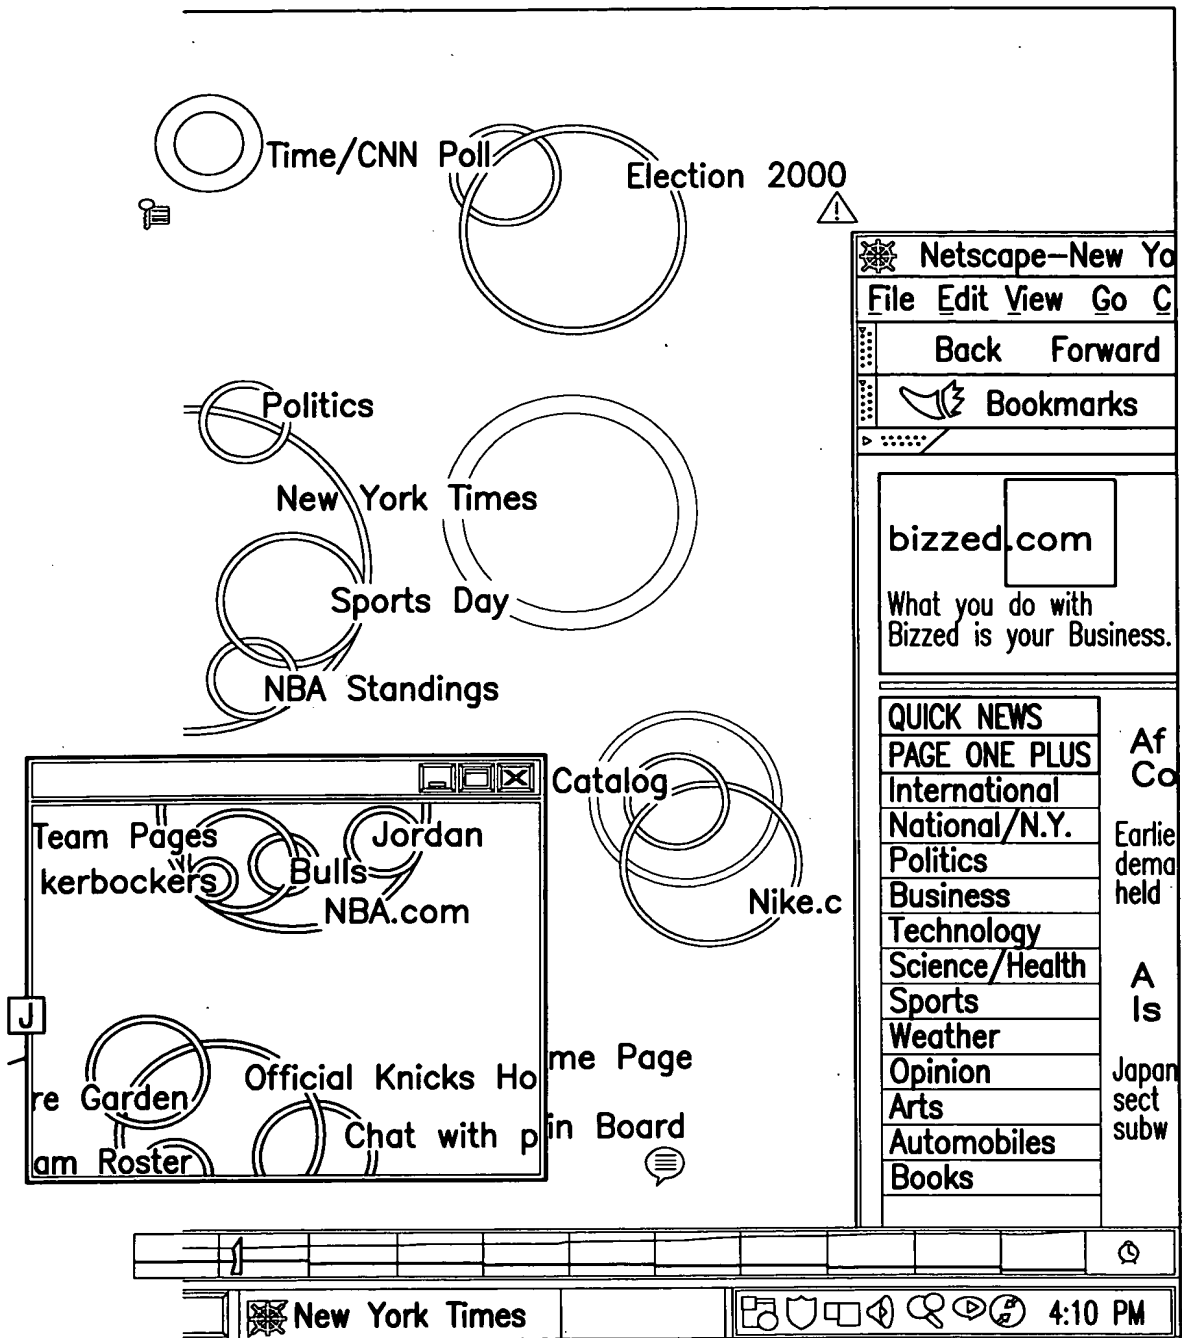 Time/CNN Poll
Election 2000
Netscape-New Yo
File Edit View Go C
Back Forward
Bookmarks
Politics
New York Times
Sports Day
NBA Standings
bizzed.com
What you do with
Bizzed is your Business.
QUICK NEWS
PAGE ONE PLUS
International
National/N.Y.
Politics
Business
Technology
Science/Health
Sports
Weather
Opinion
Arts
Automobiles
Books
Af
Co
Earlie
dema
held
A
Is
Japan
sect
subw
Catalog
Nike.c
Team Pages
Jordan
kerbockers
Bulls
NBA.com
J
Official Knicks Home Page
re Garden
Chat with pin Board
am Roster
New York Times
4:10 PM